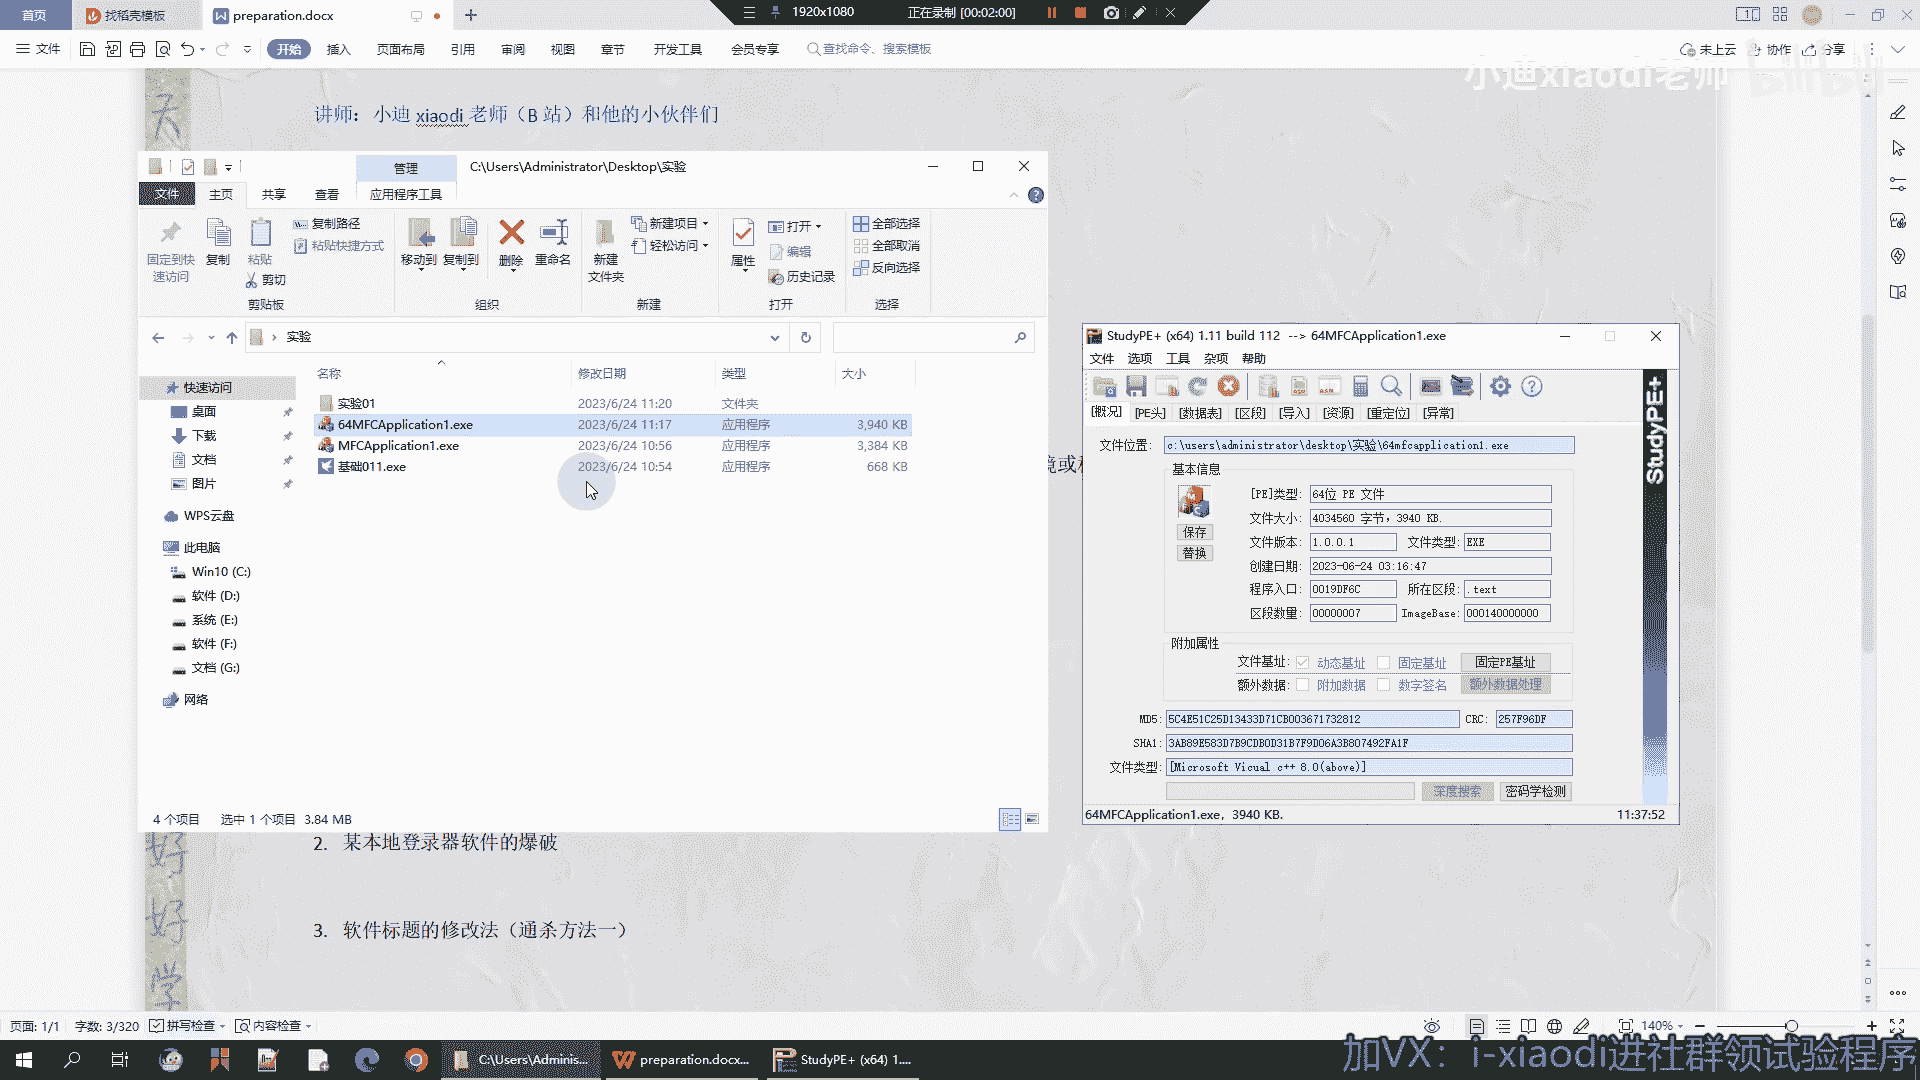 首页
找稻壳模板
preparation.docx
1920x1080
正在录制 [00:02:00]
文件
开始
插入
页面布局
引用
审阅
视图
章节
开发工具
会员专享
查找命令、搜索模板
未上云
协作
分享
小迪xiaodi老师
bilibili
讲师：小迪 xiaodi 老师（B 站）和他的小伙伴们
管理
C:\Users\Administrator\Desktop\实验
文件
主页
共享
查看
应用程序工具
固定到快速访问
复制
粘贴
复制路径
粘贴快捷方式
剪切
剪贴板
移动到
复制到
删除
重命名
组织
新建文件夹
新建项目
轻松访问
新建
属性
打开
编辑
历史记录
打开
全部选择
全部取消
反向选择
选择
实验
名称
修改日期
类型
大小
实验01 2023/6/24 11:20 文件夹
64MFCApplication1.exe 2023/6/24 11:17 应用程序 3,940 KB
MFCApplication1.exe 2023/6/24 10:56 应用程序 3,384 KB
基础011.exe 2023/6/24 10:54 应用程序 668 KB
快速访问
桌面
下载
文档
图片
WPS云盘
此电脑
Win10 (C:)
软件 (D:)
系统 (E:)
软件 (F:)
文档 (G:)
网络
4 个项目 选中 1 个项目 3.84 MB
StudyPE+ (x64) 1.11 build 112 --> 64MFCApplication1.exe
文件 选项 工具 杂项 帮助
[概况] [PE头] [数据表] [区段] [导入] [资源] [重定位] [异常]
StudyPE+
文件位置: c:\users\administrator\desktop\实验\64mfcapplication1.exe
基本信息
保存
替换
[PE]类型: 64位 PE 文件
文件大小: 4034560 字节，3940 KB.
文件版本: 1.0.0.1 文件类型: EXE
创建日期: 2023-06-24 03:16:47
程序入口: 0019DF6C 所在区段: .text
区段数量: 00000007 ImageBase: 000140000000
附加属性
文件基址: 动态基址 固定基址 固定PE基址
额外数据: 附加数据 数字签名 额外数据处理
MD5: 5C4E51C25D13433D71CB003671732812 CRC: 257F96DF
SHA1: 3AB89E583D7B9CDB0D31B7F9D06A3B807492FA1F
文件类型: [Microsoft Visual c++ 8.0(above)]
深度搜索 密码学检测
64MFCApplication1.exe, 3940 KB. 11:37:52
境或
2. 某本地登录器软件的爆破
3. 软件标题的修改法（通杀方法一）
天
好
好
学
页面: 1/1 字数: 3/320 拼写检查 内容检查
140%
C:\Users\Adminis...
preparation.docx...
StudyPE+ (x64) 1....
加VX：i-xiaodi进社群领试验程序